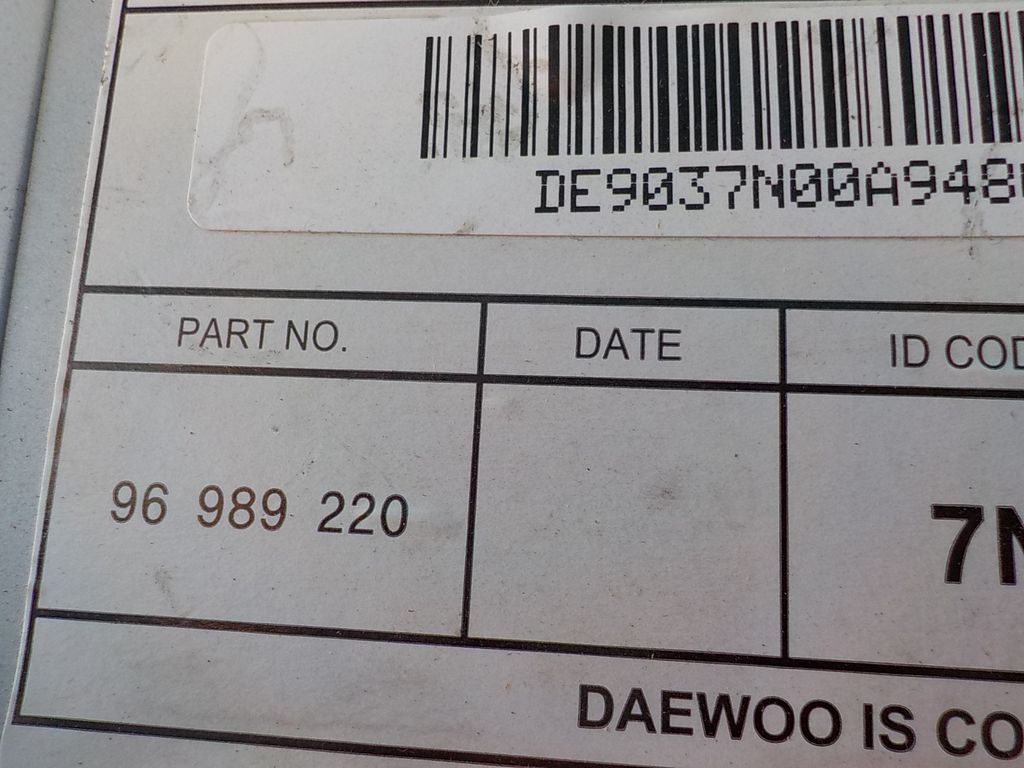 DE9037N00A948
PART NO. DATE ID COD
96 989 220 7N
DAEWOO IS CO